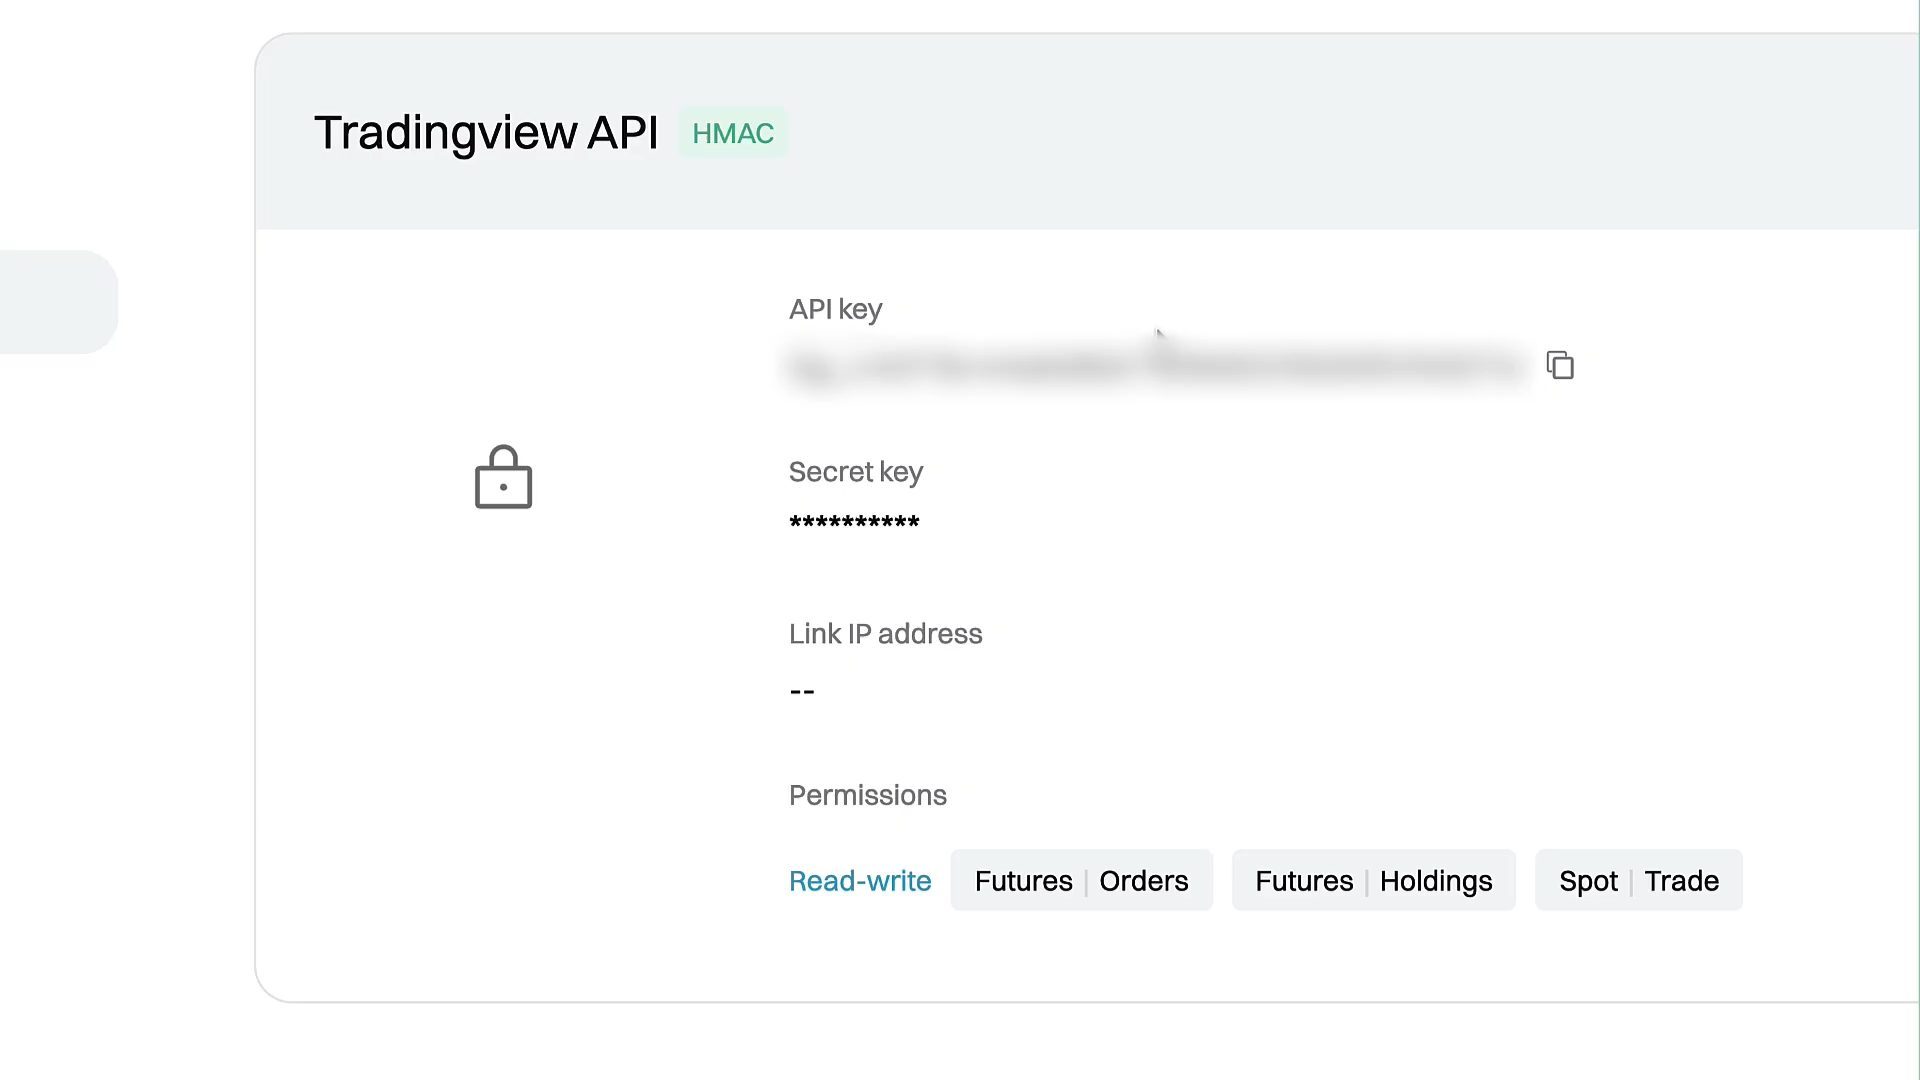 Tradingview API HMAC
API key
Secret key
**********
Link IP address
--
Permissions
Read-write Futures | Orders Futures | Holdings Spot | Trade